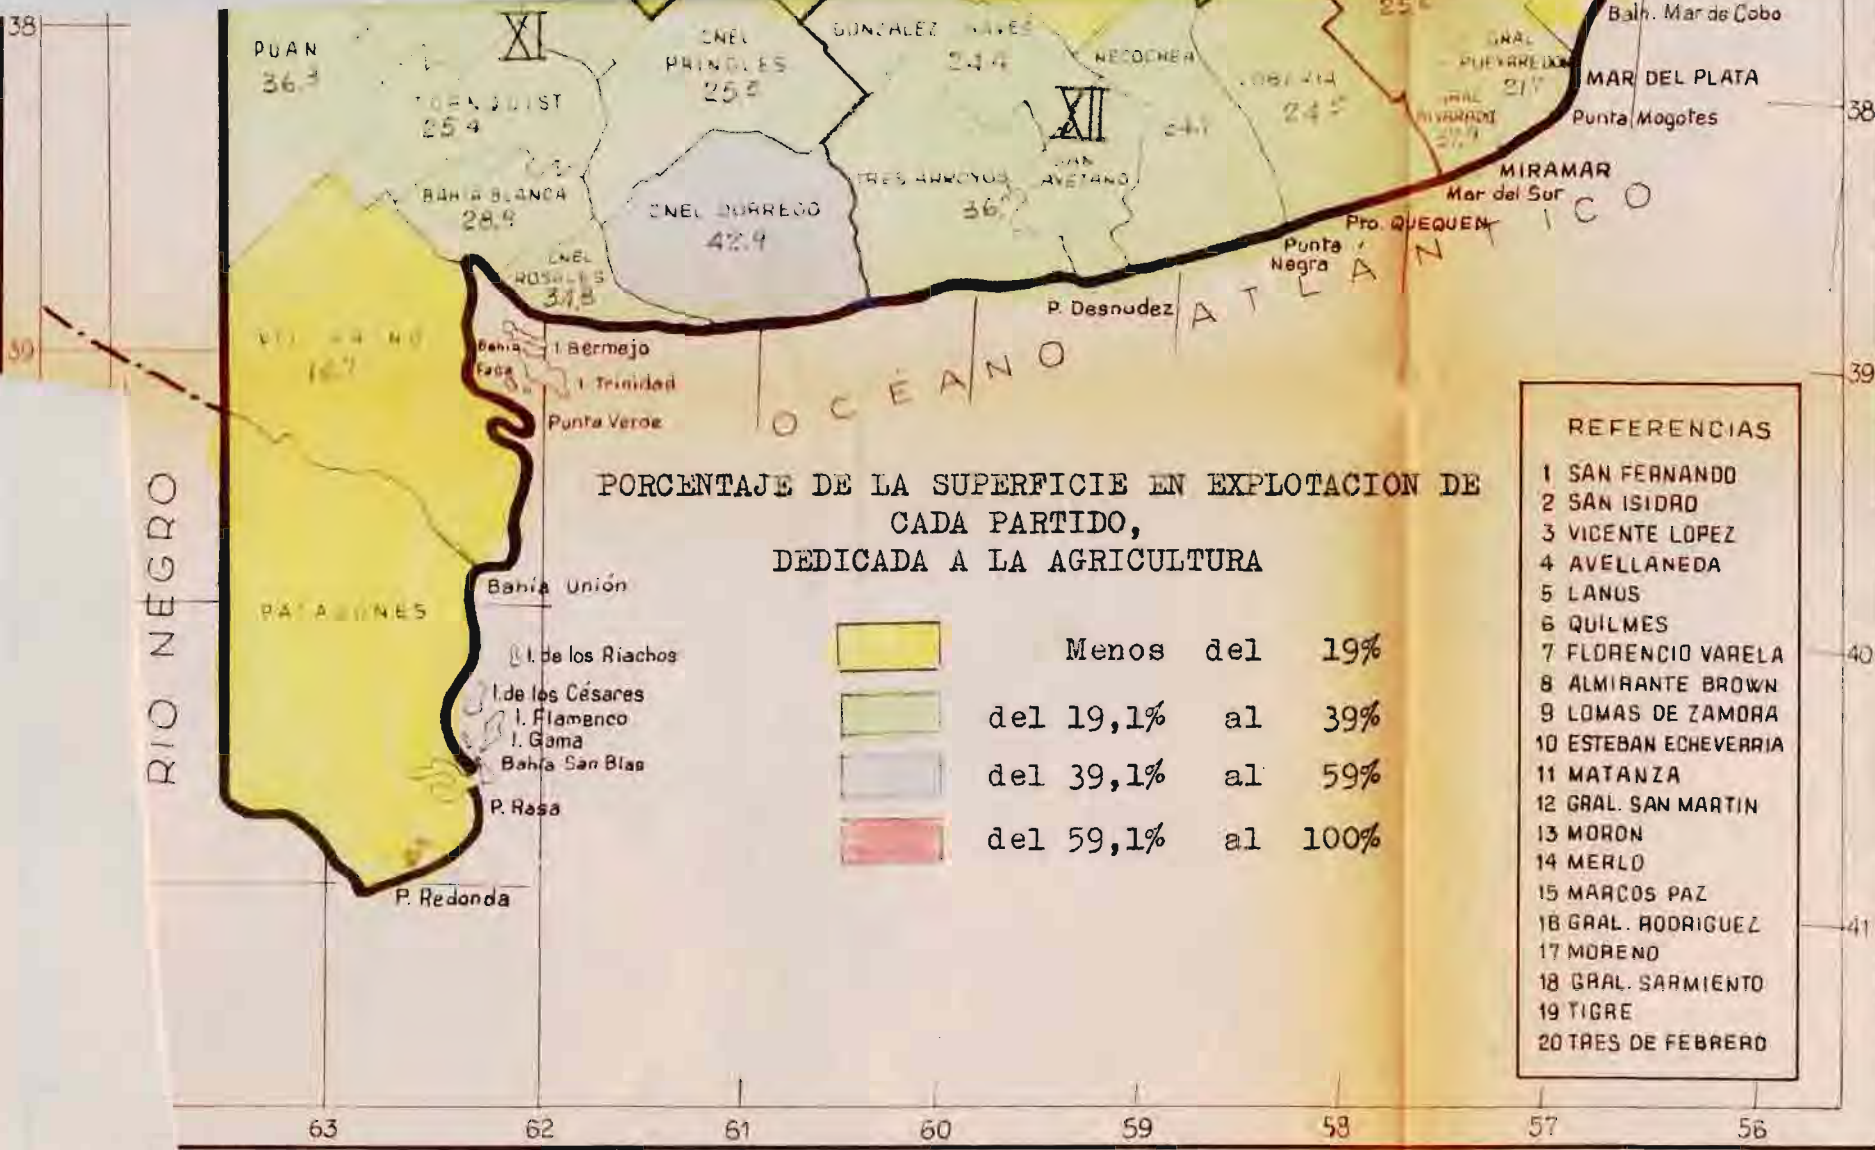 38
PUAN
36.3
XI
CNEL
PRINGLES
GONZALEZ
24.4
NECOCHEA
XII
GRAL
Baln. Mar de Cobo
MAR DEL PLATA
Punta Mogotes
38
25.4
BAHIA BLANCA
28.9
CNEL DORREGO
42.9
TRES ARROYOS
MIRAMAR
Mar del Sur
Pto. QUEQUEN
Punta
Negra
CNEL
ROSALES
P. Desnudez
OCÉANO ATLÁNTICO
39
Bahía
I Bermejo
I Trinidad
Punta Verde
39
RIO NEGRO
PATAGONES
Bahía Unión
I. de los Riachos
I. de los Césares
I. Flamenco
I. Gama
Bahía San Blas
P. Rasa
P. Redonda
PORCENTAJE DE LA SUPERFICIE EN EXPLOTACION DE
CADA PARTIDO,
DEDICADA A LA AGRICULTURA
Menos del 19%
del 19,1% al 39%
del 39,1% al 59%
del 59,1% al 100%
REFERENCIAS
1 SAN FERNANDO
2 SAN ISIDRO
3 VICENTE LOPEZ
4 AVELLANEDA
5 LANUS
6 QUILMES
7 FLORENCIO VARELA
8 ALMIRANTE BROWN
9 LOMAS DE ZAMORA
10 ESTEBAN ECHEVERRIA
11 MATANZA
12 GRAL. SAN MARTIN
13 MORON
14 MERLO
15 MARCOS PAZ
16 GRAL. RODRIGUEZ
17 MORENO
18 GRAL. SARMIENTO
19 TIGRE
20 TRES DE FEBRERO
40
41
63
62
61
60
59
58
57
56